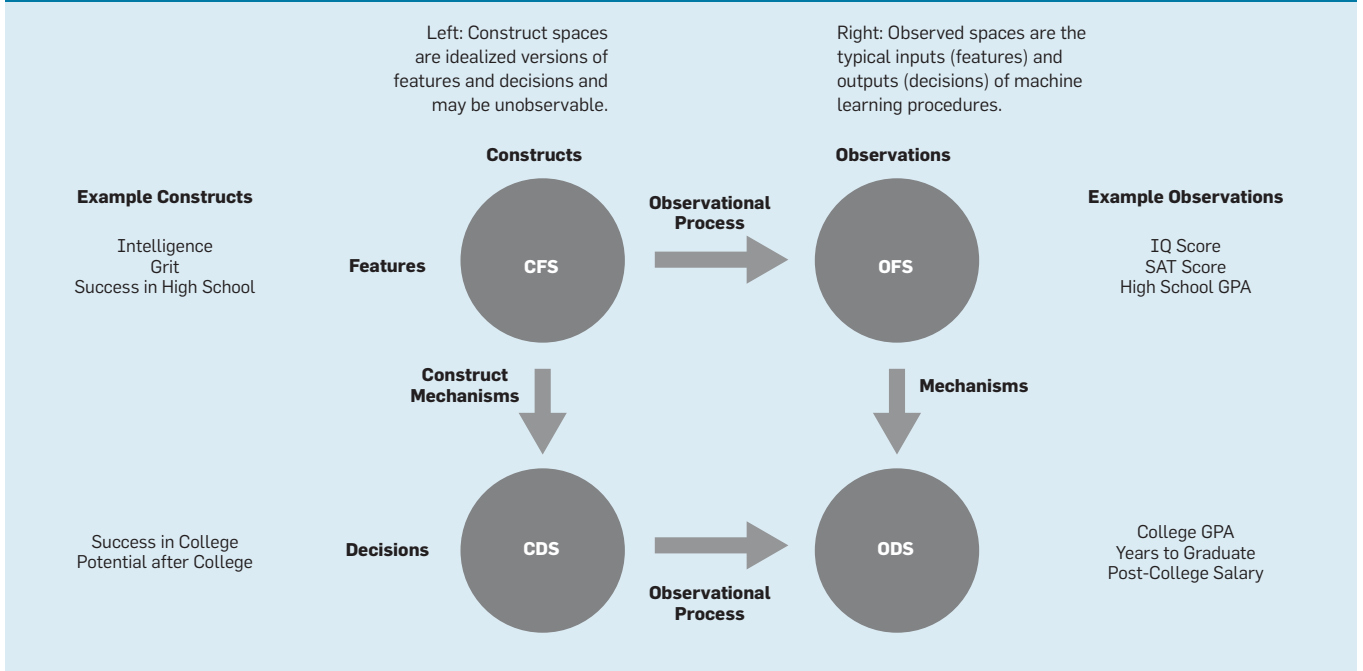 Left: Construct spaces
are idealized versions of
features and decisions and
may be unobservable.
Right: Observed spaces are the
typical inputs (features) and
outputs (decisions) of machine
learning procedures.
Constructs
Observations
Example Constructs
Intelligence
Grit
Success in High School
Features
CFS
Observational
Process
OFS
Example Observations
IQ Score
SAT Score
High School GPA
Construct
Mechanisms
Mechanisms
Success in College
Potential after College
Decisions
CDS
Observational
Process
ODS
College GPA
Years to Graduate
Post-College Salary